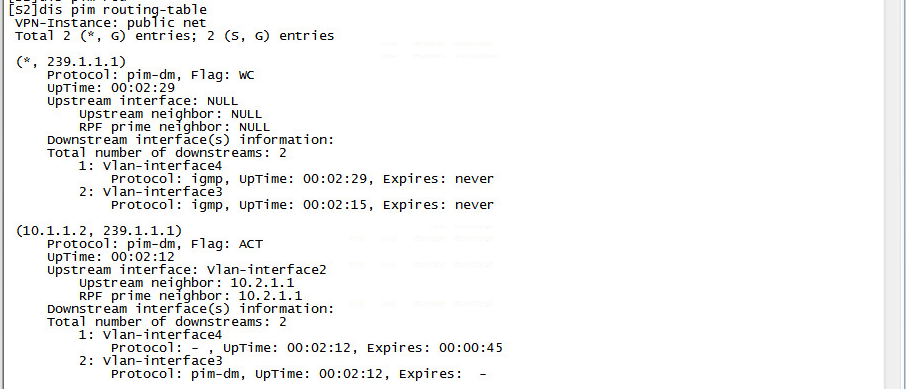 [S2]dis pim routing-table
VPN-Instance: public net
Total 2 (*, G) entries; 2 (S, G) entries
(*, 239.1.1.1)
Protocol: pim-dm, Flag: WC
UpTime: 00:02:29
Upstream interface: NULL
Upstream neighbor: NULL
RPF prime neighbor: NULL
Downstream interface(s) information:
Total number of downstreams: 2
1: Vlan-interface4
Protocol: igmp, UpTime: 00:02:29, Expires: never
2: Vlan-interface3
Protocol: igmp, UpTime: 00:02:15, Expires: never
(10.1.1.2, 239.1.1.1)
Protocol: pim-dm, Flag: ACT
UpTime: 00:02:12
Upstream interface: Vlan-interface2
Upstream neighbor: 10.2.1.1
RPF prime neighbor: 10.2.1.1
Downstream interface(s) information:
Total number of downstreams: 2
1: Vlan-interface4
Protocol: - , UpTime: 00:02:12, Expires: 00:00:45
2: Vlan-interface3
Protocol: pim-dm, UpTime: 00:02:12, Expires:  -